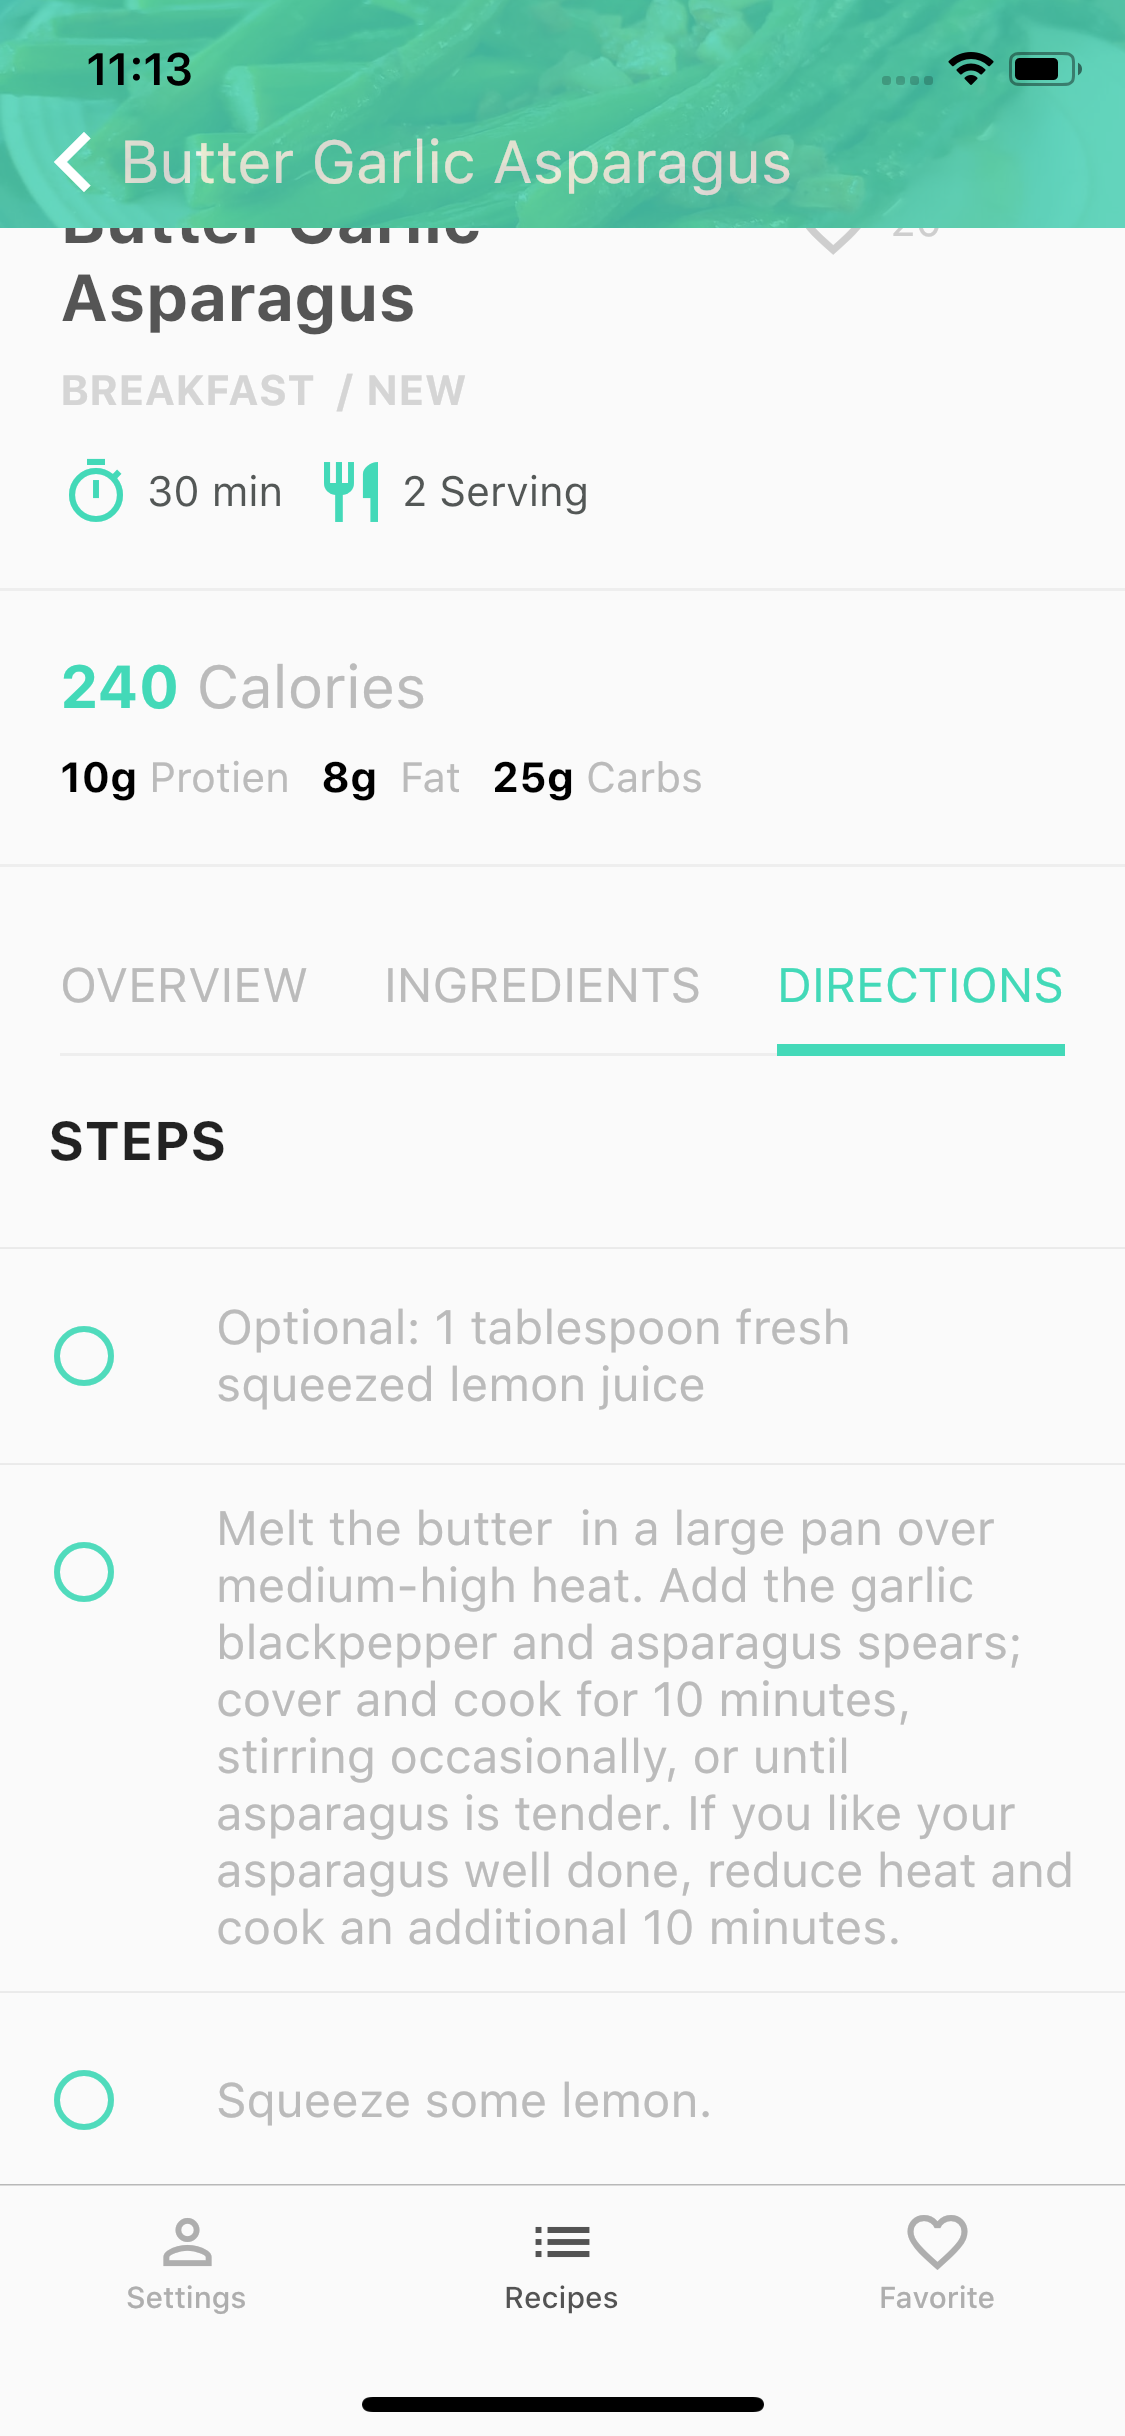 11:13
Butter Garlic Asparagus
Butter Garlic
Asparagus
BREAKFAST / NEW
30 min 2 Serving
240 Calories
10g Protien 8g Fat 25g Carbs
OVERVIEW INGREDIENTS DIRECTIONS
STEPS
Optional: 1 tablespoon fresh
squeezed lemon juice
Melt the butter  in a large pan over
medium-high heat. Add the garlic
blackpepper and asparagus spears;
cover and cook for 10 minutes,
stirring occasionally, or until
asparagus is tender. If you like your
asparagus well done, reduce heat and
cook an additional 10 minutes.
Squeeze some lemon.
Settings Recipes Favorite